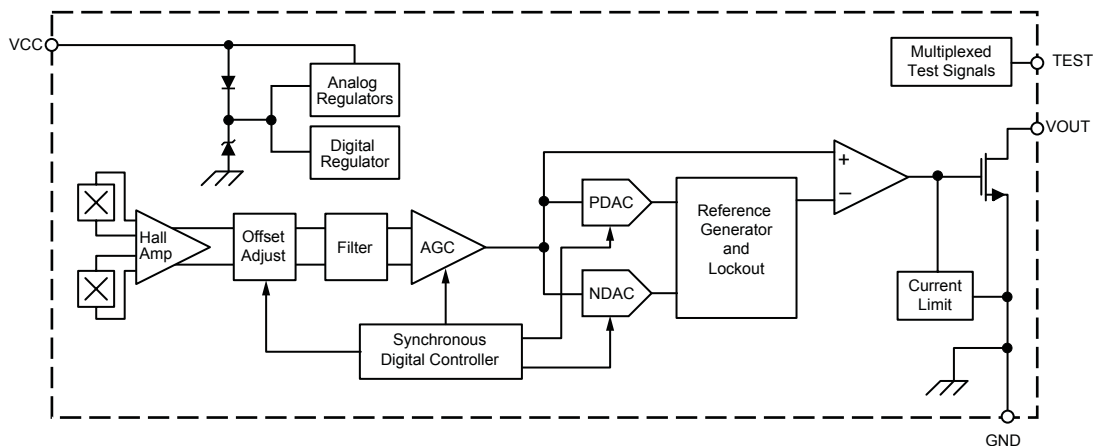 VCC
Multiplexed
Test Signals
TEST
Analog
Regulators
VOUT
Digital
Regulator
+
−
PDAC
Reference
Generator
and
Lockout
Hall
Amp
Offset
Adjust
Filter
AGC
NDAC
Current
Limit
Synchronous
Digital Controller
GND